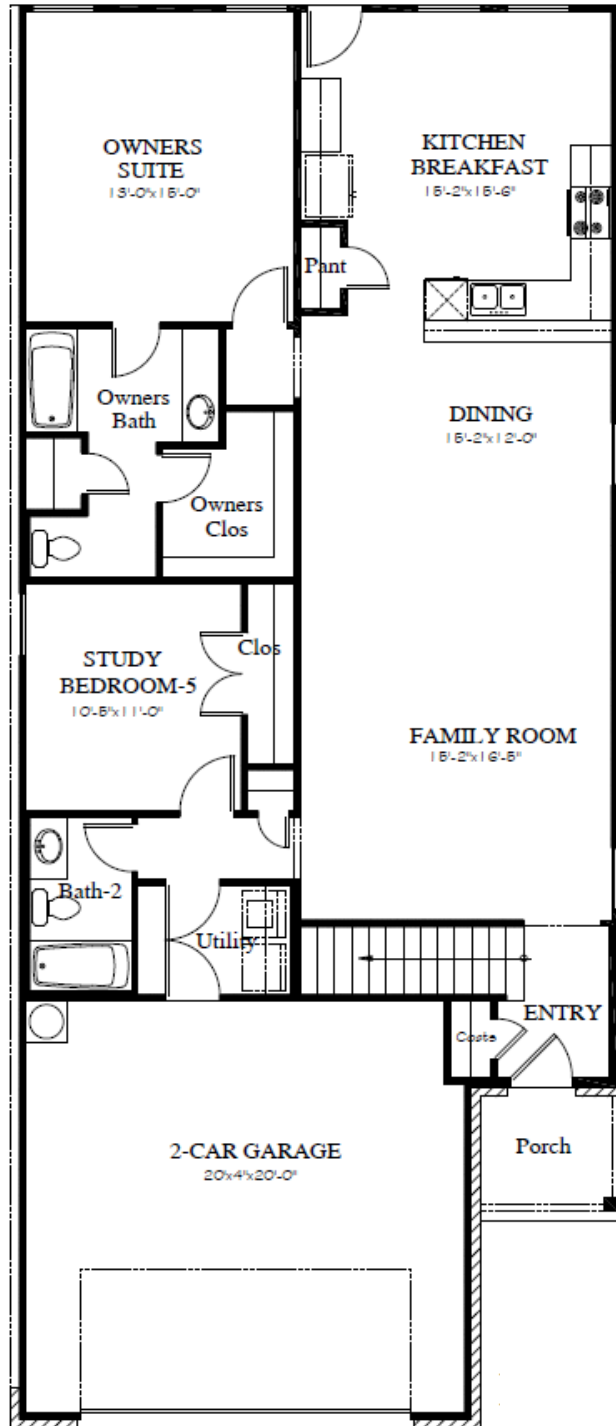 OWNERS
SUITE
13'-0"x15'-0"
KITCHEN
BREAKFAST
15'-2"x15'-6"
Pant
Owners
Bath
DINING
15'-2"x12'-0"
Owners
Clos
STUDY
BEDROOM-5
10'-5"x11'-0"
Clos
FAMILY ROOM
15'-2"x16'-5"
Bath-2
Utility
ENTRY
Coats
2-CAR GARAGE
20'x4"x20'-0"
Porch